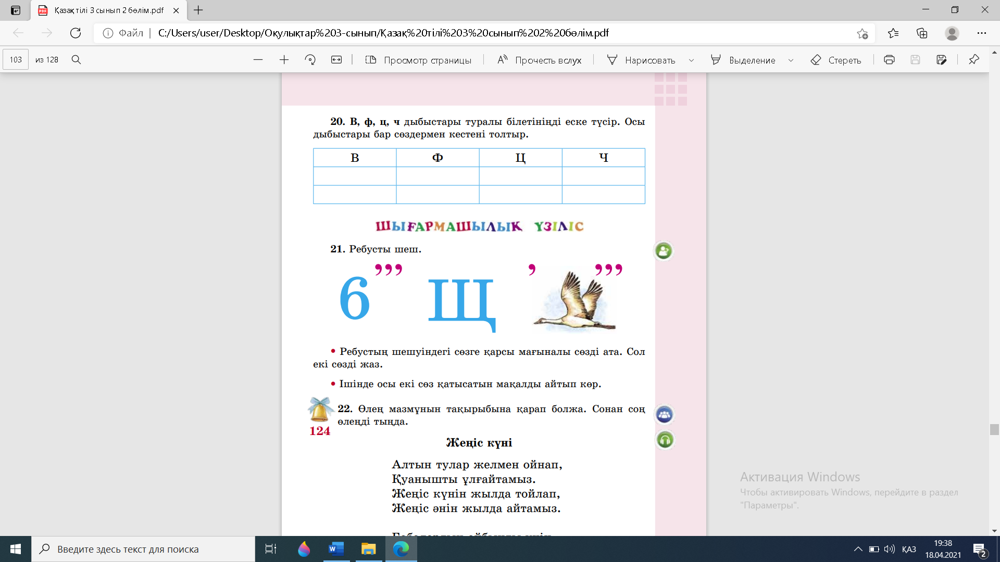 Қазақ тілі 3 сынып 2 бөлім.pdf
Файл
C:/Users/user/Desktop/Оқулықтар%203-сынып/Қазақ%20тілі%203%20сынып%202%20бөлім.pdf
103 из 128
Просмотр страницы
Прочесть вслух
Нарисовать
Выделение
Стереть
20. В, ф, ц, ч дыбыстары туралы білетініңді еске түсір. Осы
дыбыстары бар сөздермен кестені толтыр.
В Ф Ц Ч
ШЫҒАРМАШЫЛЫҚ ҮЗІЛІС
21. Ребусты шеш.
6 ’’’ Щ ’ ’’’
• Ребустың шешуіндегі сөзге қарсы мағыналы сөзді ата. Сол
екі сөзді жаз.
• Ішінде осы екі сөз қатысатын мақалды айтып көр.
22. Өлең мазмұнын тақырыбына қарап болжа. Сонан соң
өлеңді тыңда.
124
Жеңіс күні
Алтын тулар желмен ойнап,
Қуанышты ұлғайтамыз.
Жеңіс күнін жылда тойлап,
Жеңіс әнін жылда айтамыз.
Активация Windows
Чтобы активировать Windows, перейдите в раздел
"Параметры".
Введите здесь текст для поиска
ҚАЗ
19:38
18.04.2021
2